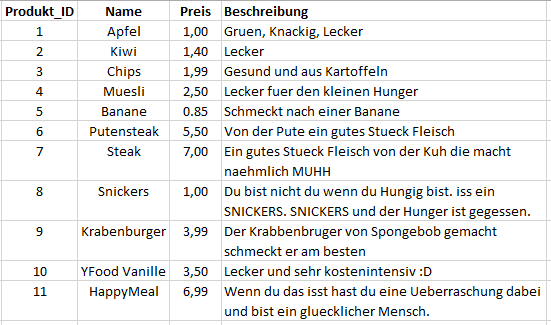 Produkt_ID Name Preis Beschreibung
1 Apfel 1,00 Gruen, Knackig, Lecker
2 Kiwi 1,40 Lecker
3 Chips 1,99 Gesund und aus Kartoffeln
4 Muesli 2,50 Lecker fuer den kleinen Hunger
5 Banane 0.85 Schmeckt nach einer Banane
6 Putensteak 5,50 Von der Pute ein gutes Stueck Fleisch
7 Steak 7,00 Ein gutes Stueck Fleisch von der Kuh die macht
naehmlich MUHH
8 Snickers 1,00 Du bist nicht du wenn du Hungig bist. iss ein
SNICKERS. SNICKERS und der Hunger ist gegessen.
9 Krabenburger 3,99 Der Krabbenbruger von Spongebob gemacht
schmeckt er am besten
10 YFood Vanille 3,50 Lecker und sehr kostenintensiv :D
11 HappyMeal 6,99 Wenn du das isst hast du eine Ueberraschung dabei
und bist ein gluecklicher Mensch.